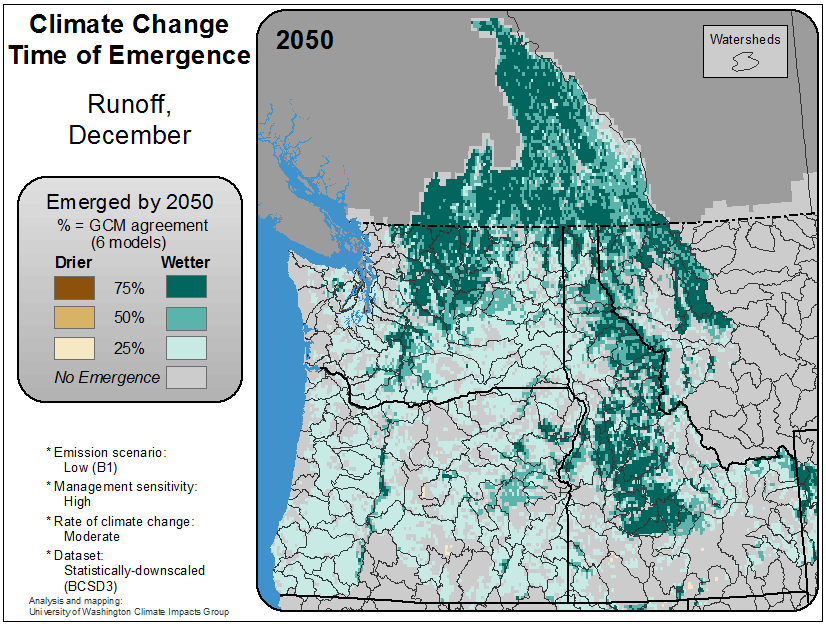 Climate Change
Time of Emergence
Runoff,
December
Emerged by 2050
% = GCM agreement
(6 models)
Drier Wetter
75%
50%
25%
No Emergence
* Emission scenario:
Low (B1)
* Management sensitivity:
High
* Rate of climate change:
Moderate
* Dataset:
Statistically-downscaled
(BCSD3)
Analysis and mapping:
University of Washington Climate Impacts Group
2050
Watersheds